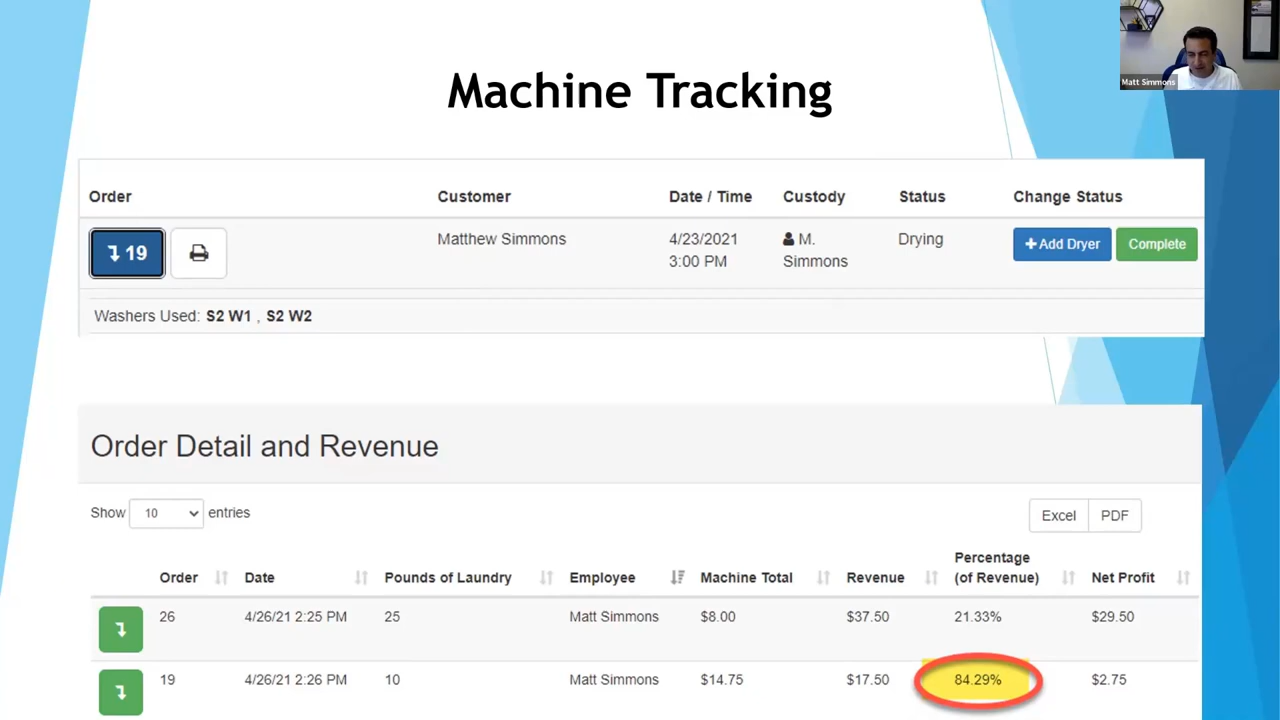 Matt Simmons
Machine Tracking
Order Customer Date / Time Custody Status Change Status
19 Matthew Simmons 4/23/2021 M. Drying Add Dryer Complete
3:00 PM Simmons
Washers Used: S2 W1 , S2 W2
Order Detail and Revenue
Show 10 entries Excel PDF
Percentage
Order Date Pounds of Laundry Employee Machine Total Revenue (of Revenue) Net Profit
26 4/26/21 2:25 PM 25 Matt Simmons $8.00 $37.50 21.33% $29.50
19 4/26/21 2:26 PM 10 Matt Simmons $14.75 $17.50 84.29% $2.75